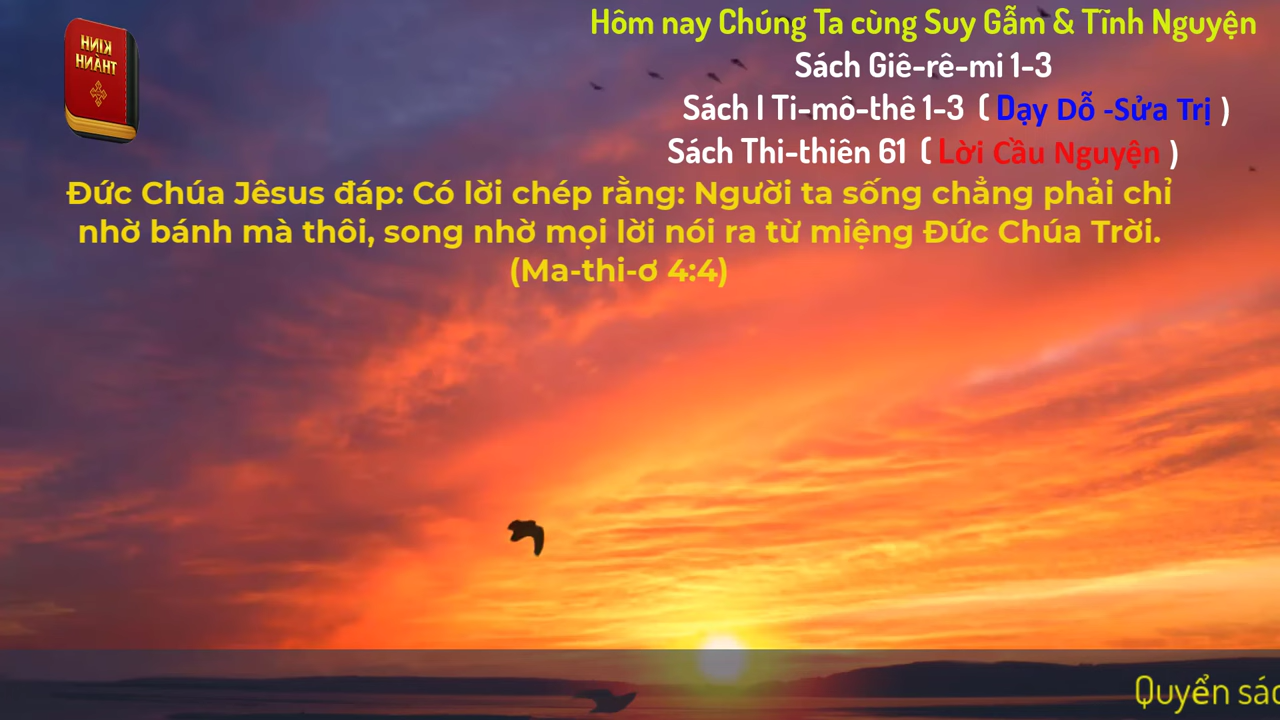 KINH
THÁNH
Hôm nay Chúng Ta cùng Suy Gẫm & Tĩnh Nguyện
Sách Giê-rê-mi 1-3
Sách I Ti-mô-thê 1-3 ( Dạy Dỗ -Sửa Trị )
Sách Thi-thiên 61 ( Lời Cầu Nguyện )
Đức Chúa Jêsus đáp: Có lời chép rằng: Người ta sống chẳng phải chỉ
nhờ bánh mà thôi, song nhờ mọi lời nói ra từ miệng Đức Chúa Trời.
(Ma-thi-ơ 4:4)
Quyển